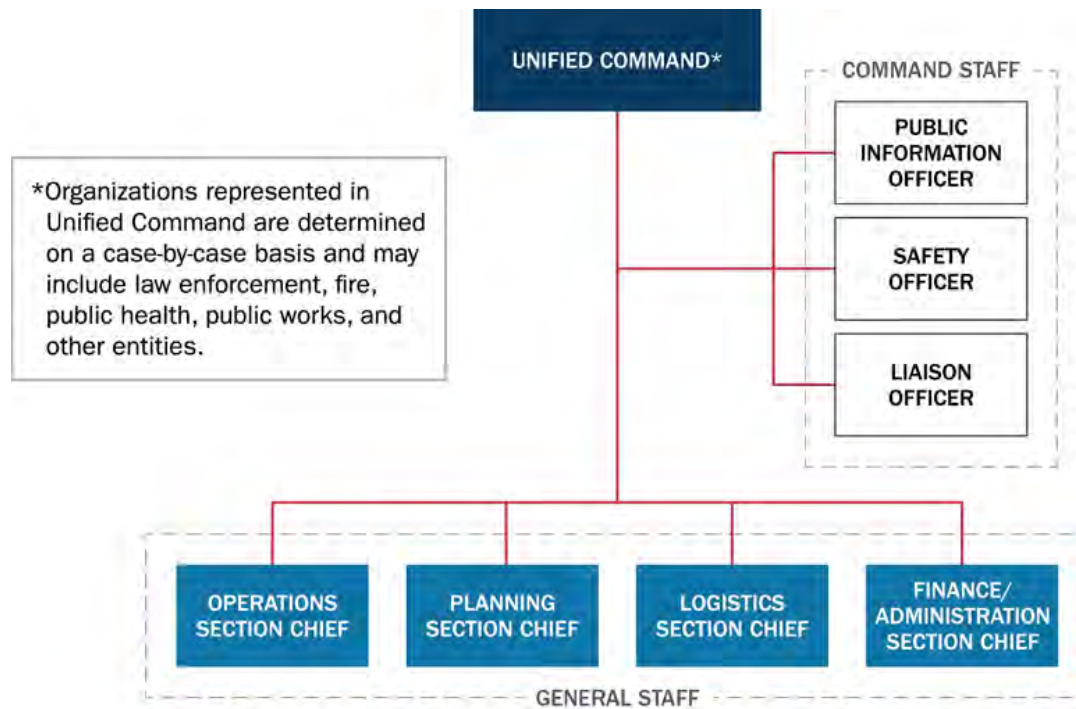 UNIFIED COMMAND*
COMMAND STAFF
PUBLIC
INFORMATION
OFFICER
SAFETY
OFFICER
LIAISON
OFFICER
*Organizations represented in
Unified Command are determined
on a case-by-case basis and may
include law enforcement, fire,
public health, public works, and
other entities.
OPERATIONS
SECTION CHIEF
PLANNING
SECTION CHIEF
LOGISTICS
SECTION CHIEF
FINANCE/
ADMINISTRATION
SECTION CHIEF
GENERAL STAFF